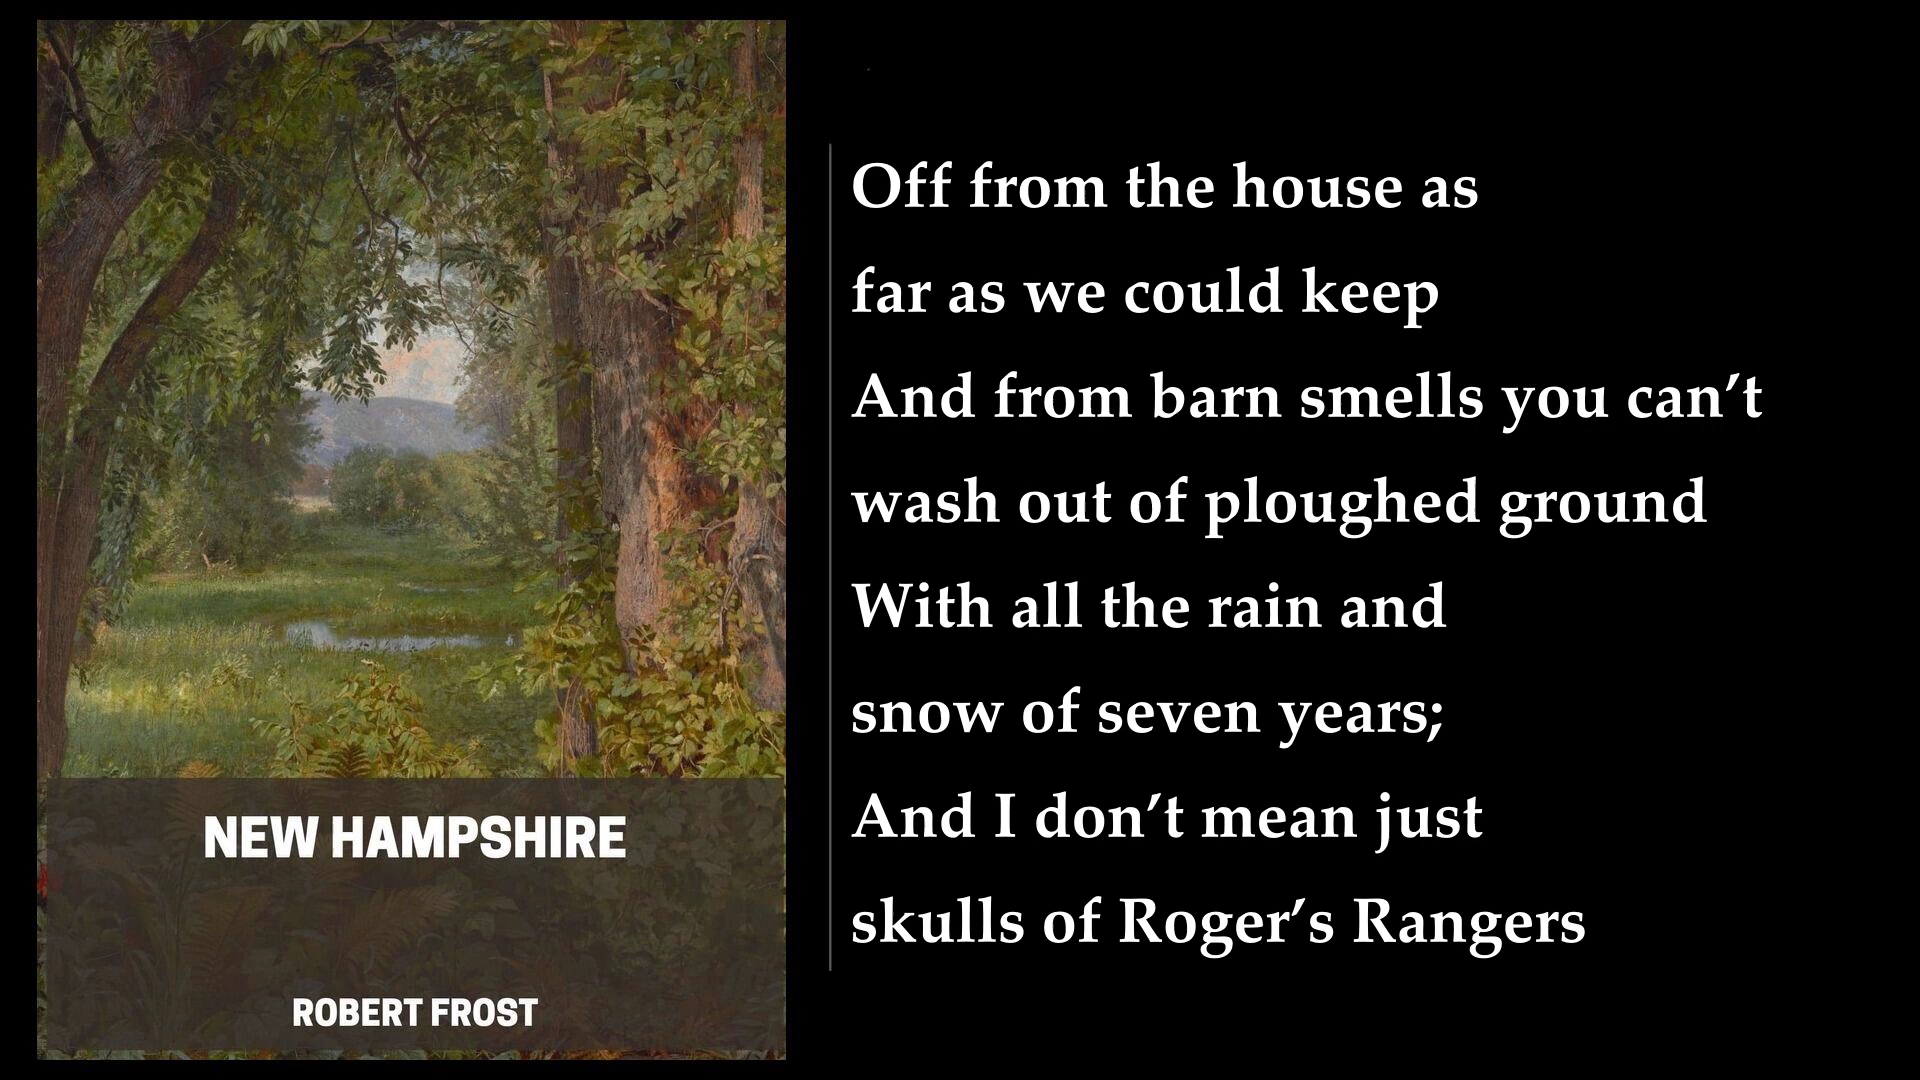 NEW HAMPSHIRE
ROBERT FROST
Off from the house as
far as we could keep
And from barn smells you can’t
wash out of ploughed ground
With all the rain and
snow of seven years;
And I don’t mean just
skulls of Roger’s Rangers